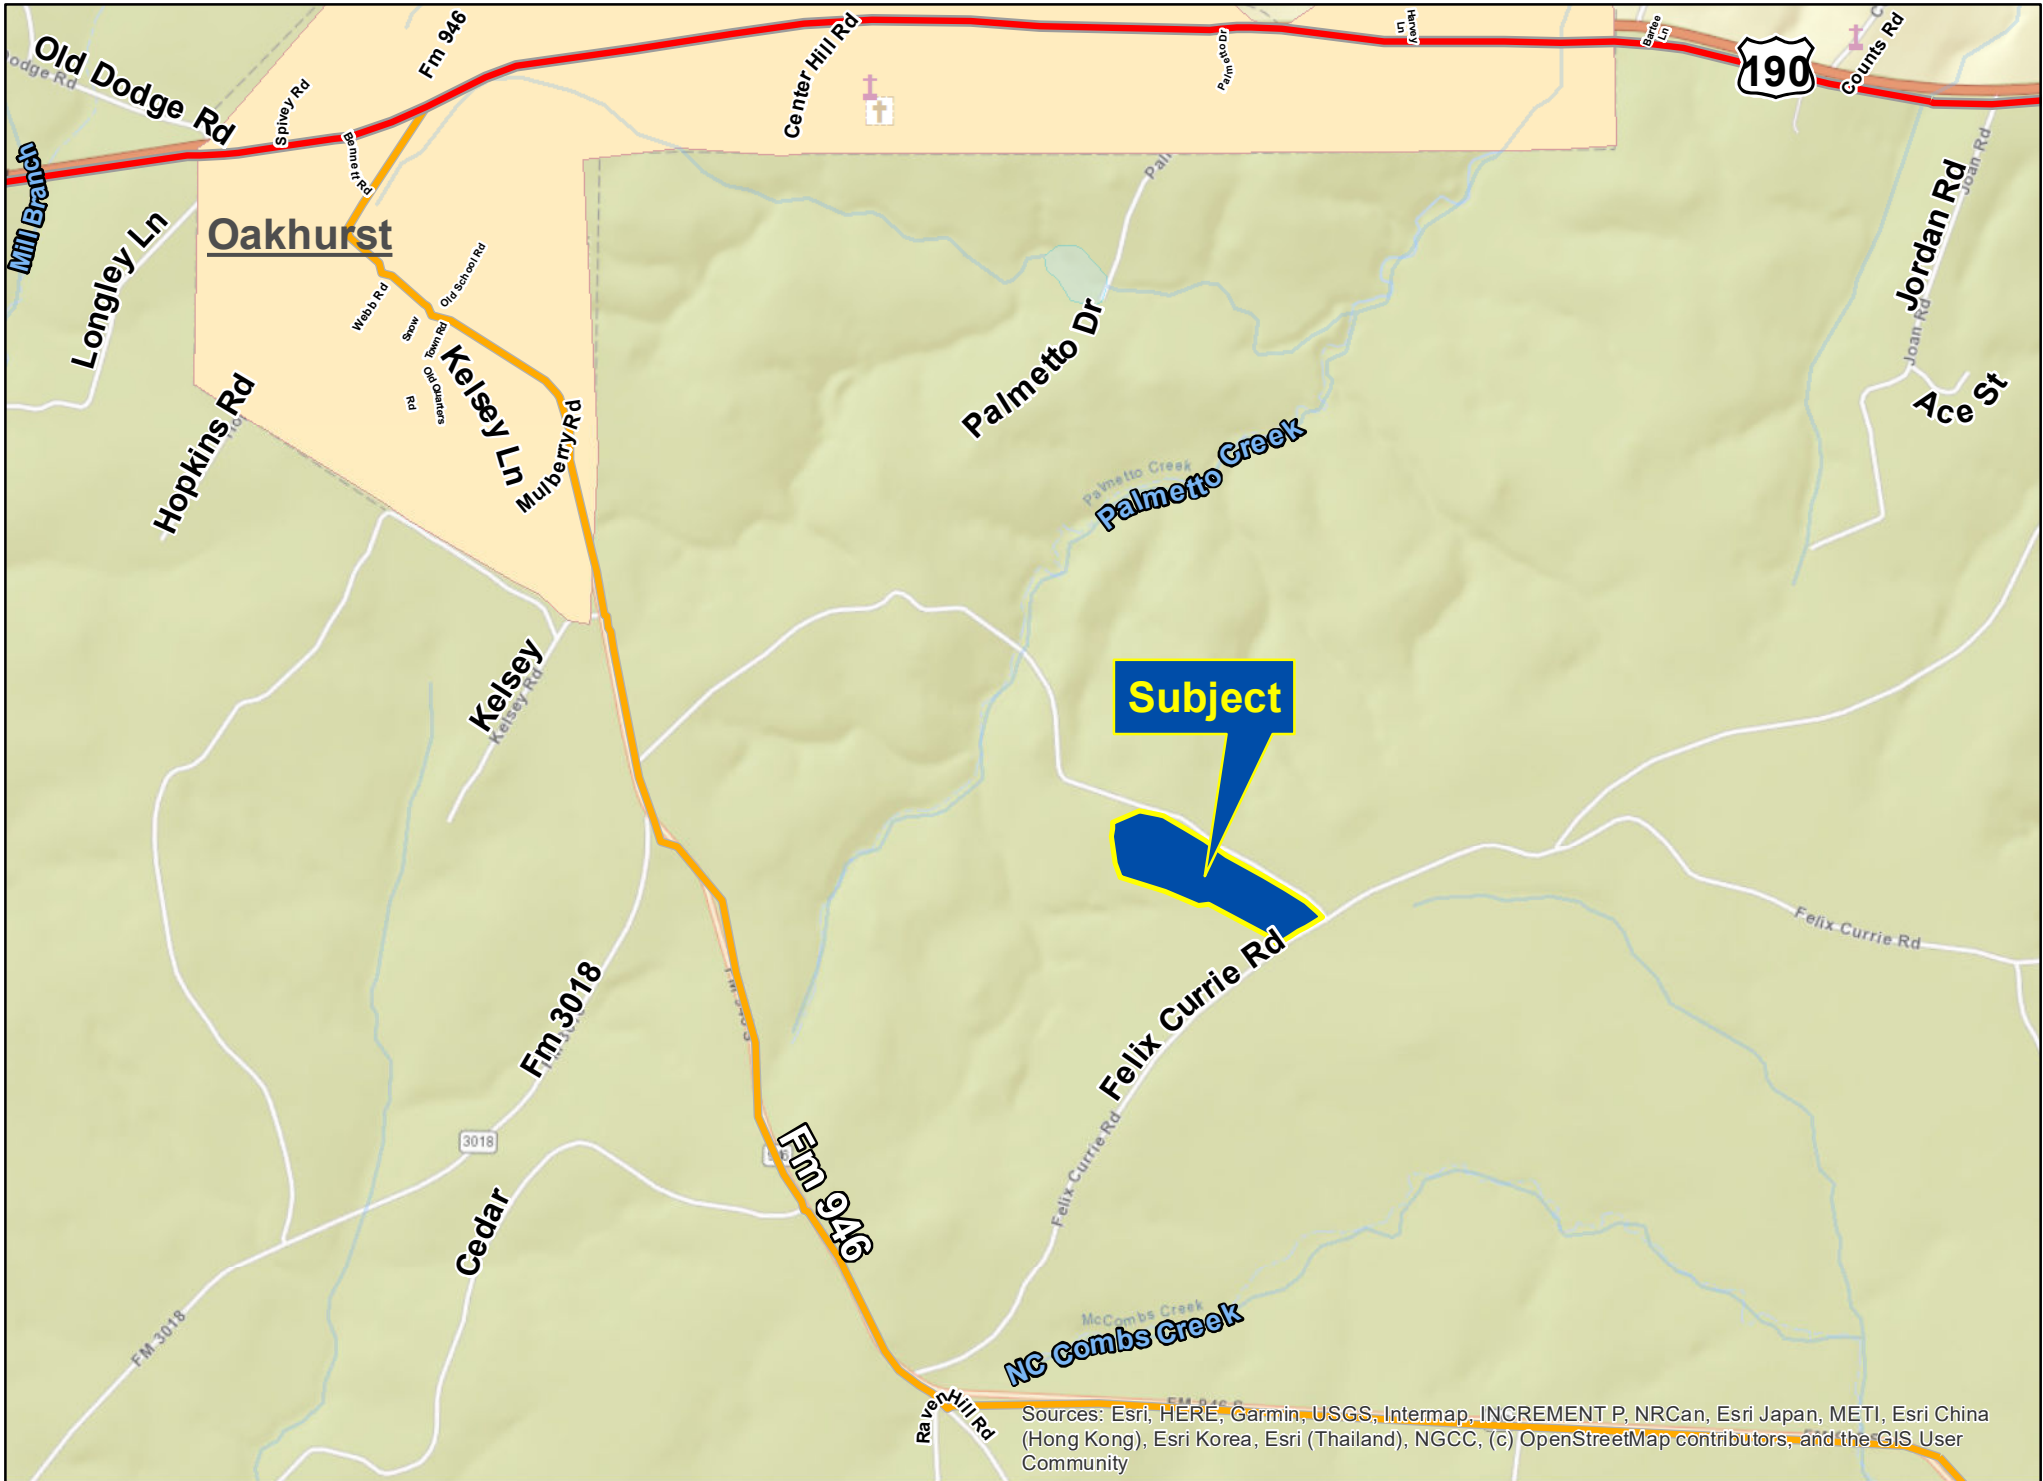 Fm 946
Old Dodge Rd
Spivey Rd
Bennett Rd
Center Hill Rd
Palmetto Dr
Harvey
Ln
Bartee
Ln
190
Counts Rd
Mill Branch
Longley Ln
Oakhurst
Webb Rd
Old School Rd
Snow
Town Rd
Old Quarters
Rd
Kelsey Ln
Mulberry Rd
Hopkins Rd
Palmetto Dr
Palmetto Creek
Palmetto Creek
Jordan Rd
Joan Rd
Joan Rd
Ace St
Kelsey
Kelsey Rd
Subject
Felix Currie Rd
Felix Currie Rd
Felix Currie Rd
Fm 3018
3018
FM 3018
Cedar
Fm 946
McCombs Creek
NC Combs Creek
Raven Hill Rd
Sources: Esri, HERE, Garmin, USGS, Intermap, INCREMENT P, NRCan, Esri Japan, METI, Esri China
(Hong Kong), Esri Korea, Esri (Thailand), NGCC, (c) OpenStreetMap contributors, and the GIS User
Community